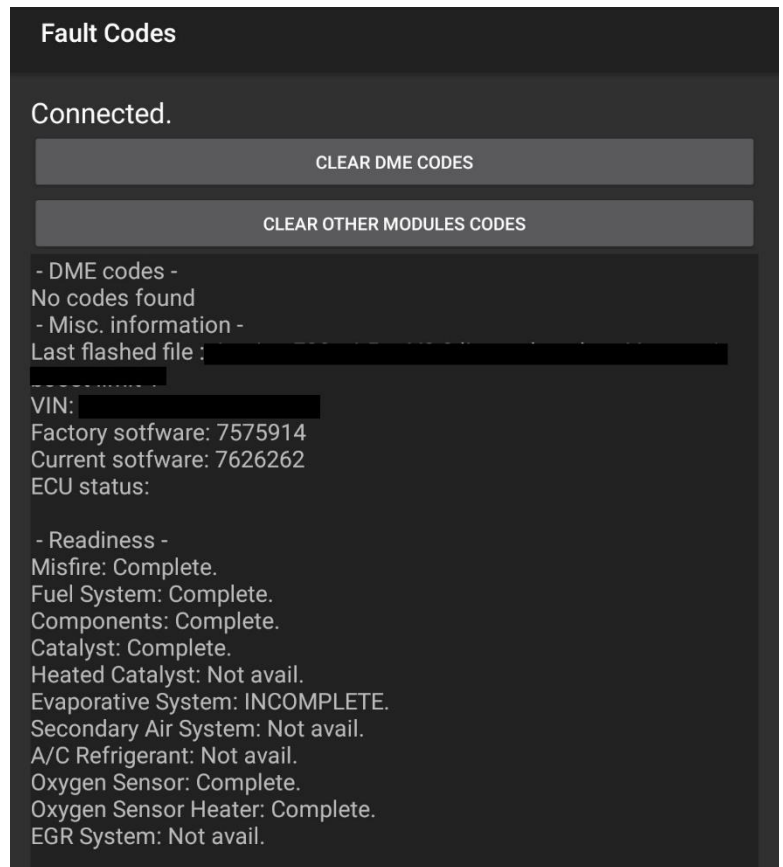 Fault Codes
Connected.
CLEAR DME CODES
CLEAR OTHER MODULES CODES
- DME codes -
No codes found
- Misc. information -
Last flashed file :
VIN:
Factory sotfware: 7575914
Current sotfware: 7626262
ECU status:
- Readiness -
Misfire: Complete.
Fuel System: Complete.
Components: Complete.
Catalyst: Complete.
Heated Catalyst: Not avail.
Evaporative System: INCOMPLETE.
Secondary Air System: Not avail.
A/C Refrigerant: Not avail.
Oxygen Sensor: Complete.
Oxygen Sensor Heater: Complete.
EGR System: Not avail.